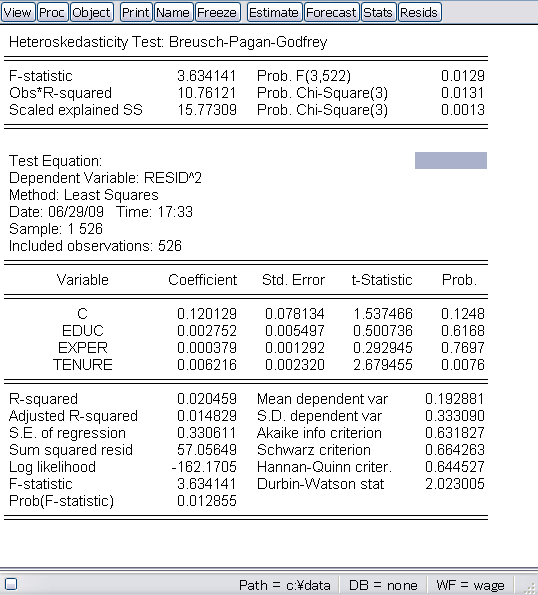 View Proc Object Print Name Freeze Estimate Forecast Stats Resids
Heteroskedasticity Test: Breusch-Pagan-Godfrey
F-statistic 3.634141 Prob. F(3,522) 0.0129
Obs*R-squared 10.76121 Prob. Chi-Square(3) 0.0131
Scaled explained SS 15.77309 Prob. Chi-Square(3) 0.0013
Test Equation:
Dependent Variable: RESID^2
Method: Least Squares
Date: 06/29/09 Time: 17:33
Sample: 1 526
Included observations: 526
Variable Coefficient Std. Error t-Statistic Prob.
C 0.120129 0.078134 1.537466 0.1248
EDUC 0.002752 0.005497 0.500736 0.6168
EXPER 0.000379 0.001292 0.292945 0.7697
TENURE 0.006216 0.002320 2.679455 0.0076
R-squared 0.020459 Mean dependent var 0.192881
Adjusted R-squared 0.014829 S.D. dependent var 0.333090
S.E. of regression 0.330611 Akaike info criterion 0.631827
Sum squared resid 57.05649 Schwarz criterion 0.664263
Log likelihood -162.1705 Hannan-Quinn criter. 0.644527
F-statistic 3.634141 Durbin-Watson stat 2.023005
Prob(F-statistic) 0.012855
Path = c:¥data DB = none WF = wage